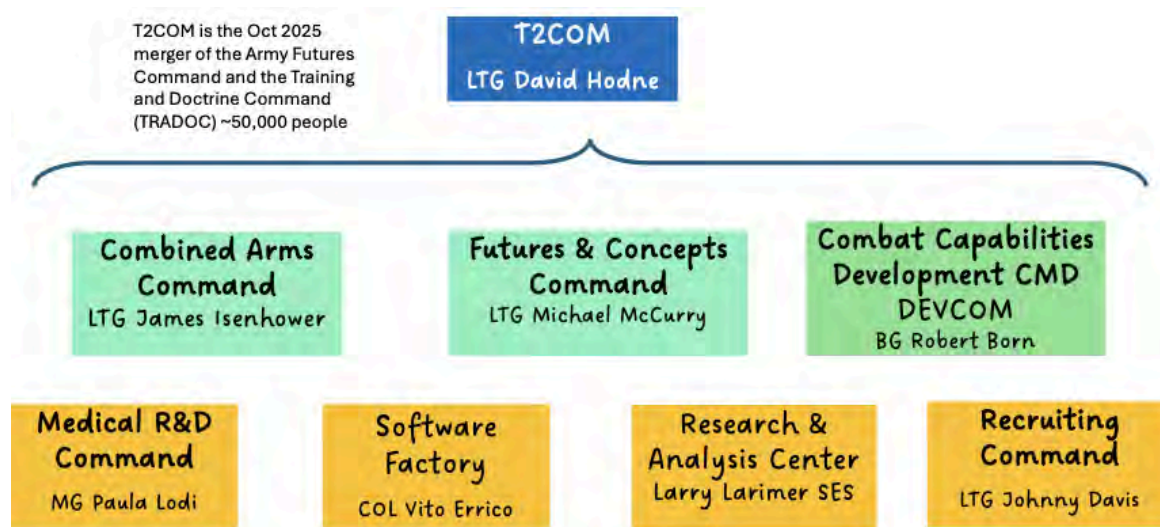 T2COM is the Oct 2025
merger of the Army Futures
Command and the Training
and Doctrine Command
(TRADOC) ~50,000 people
T2COM
LTG David Hodne
Combined Arms
Command
LTG James Isenhower
Futures & Concepts
Command
LTG Michael McCurry
Combat Capabilities
Development CMD
DEVCOM
BG Robert Born
Medical R&D
Command
MG Paula Lodi
Software
Factory
COL Vito Errico
Research &
Analysis Center
Larry Larimer SES
Recruiting
Command
LTG Johnny Davis